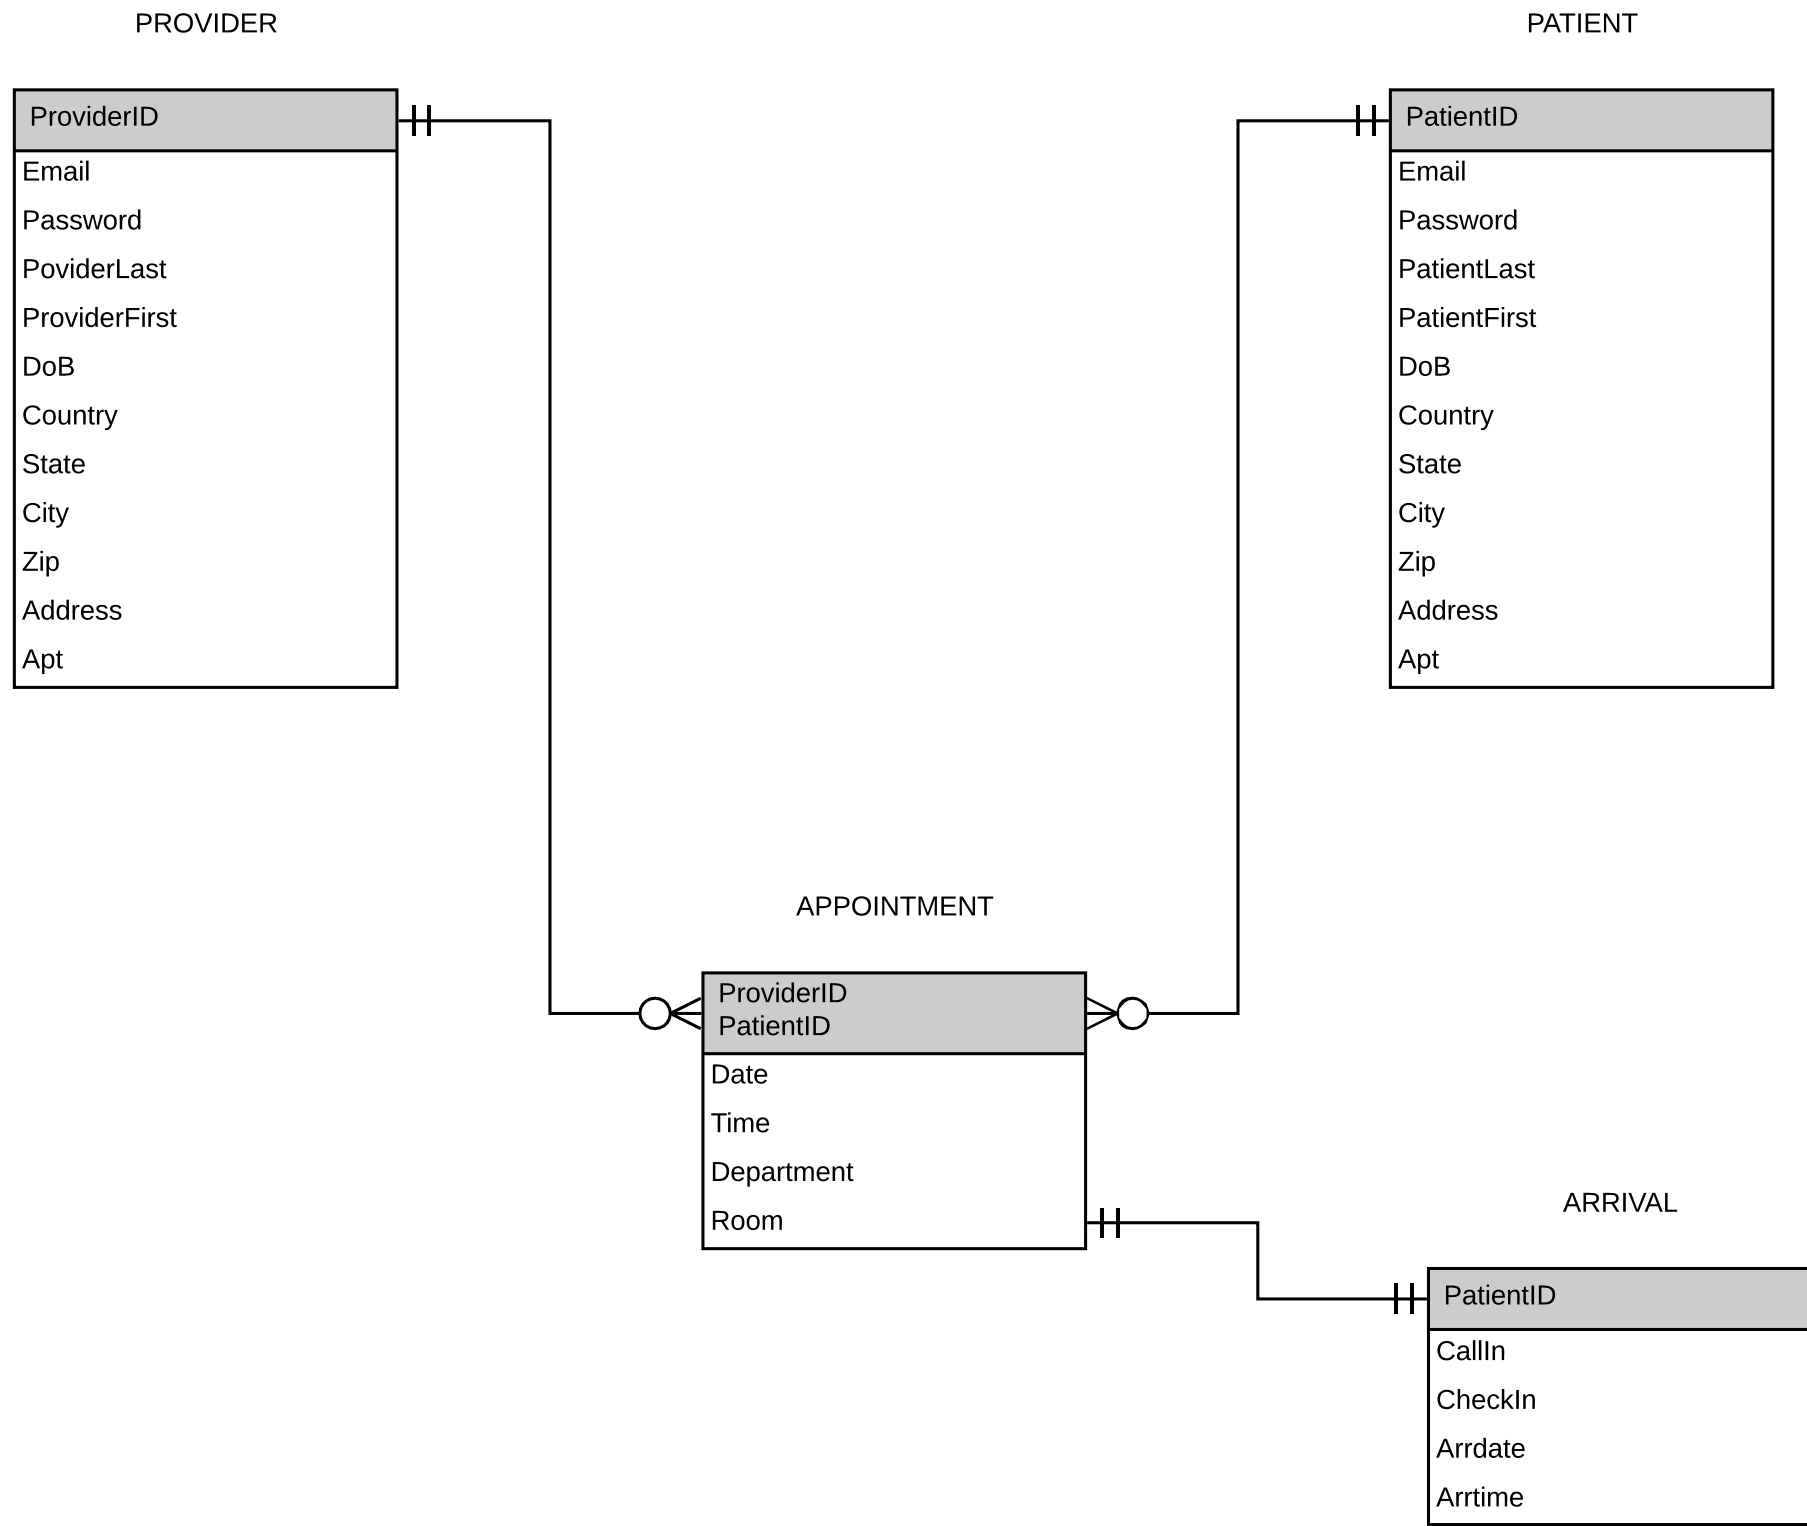 PROVIDER
ProviderID
Email
Password
PoviderLast
ProviderFirst
DoB
Country
State
City
Zip
Address
Apt
PATIENT
PatientID
Email
Password
PatientLast
PatientFirst
DoB
Country
State
City
Zip
Address
Apt
APPOINTMENT
ProviderID
PatientID
Date
Time
Department
Room
ARRIVAL
PatientID
CallIn
CheckIn
Arrdate
Arrtime